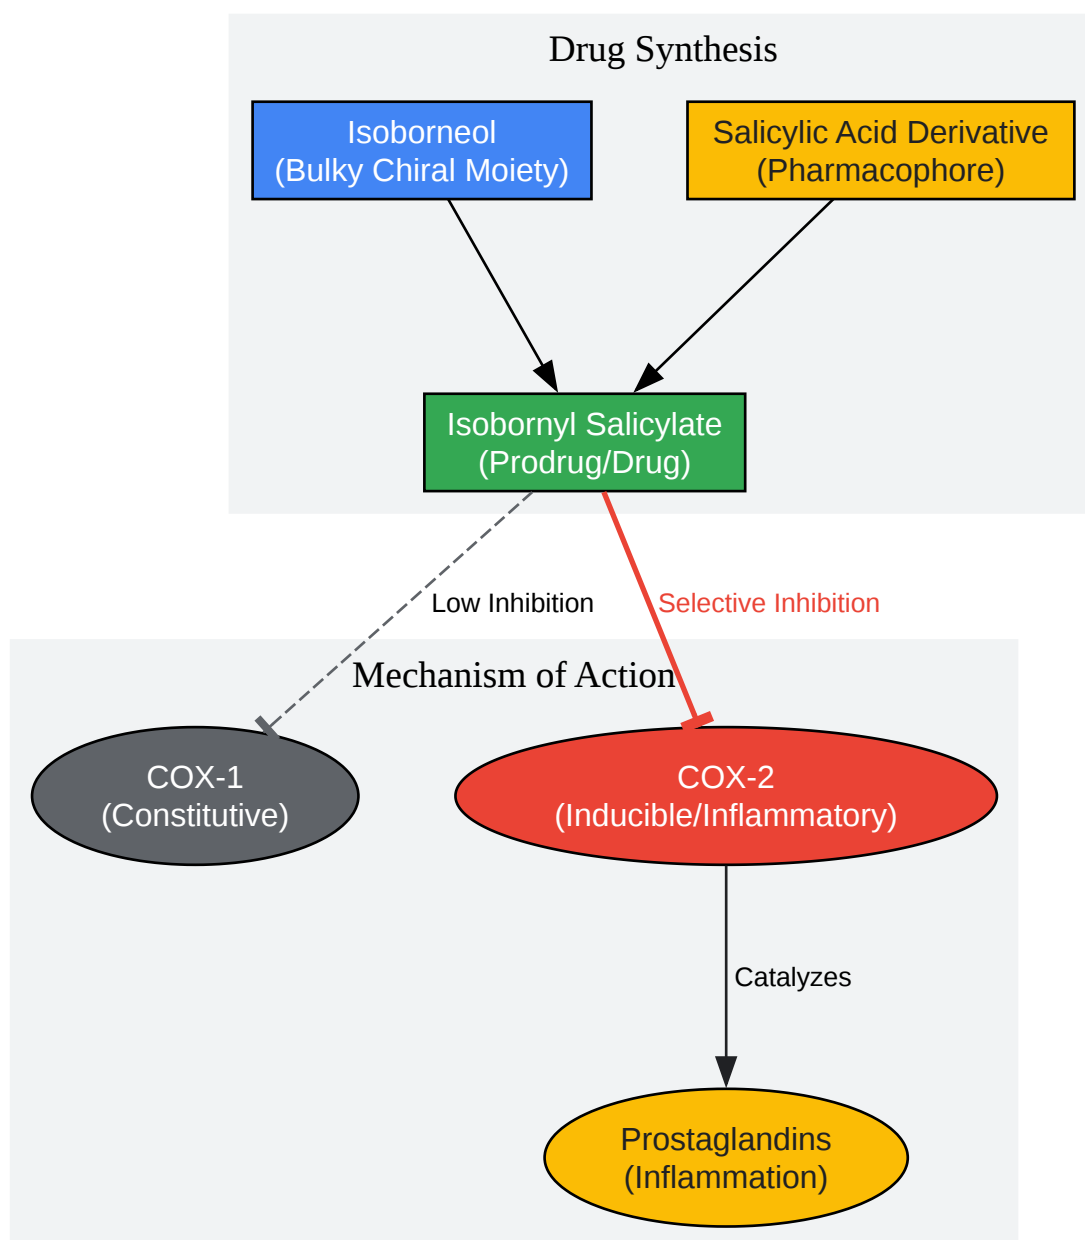 Drug Synthesis
Isoborneol
(Bulky Chiral Moiety)
Salicylic Acid Derivative
(Pharmacophore)
Isobornyl Salicylate
(Prodrug/Drug)
Low Inhibition
Selective Inhibition
Mechanism of Action
COX-1
(Constitutive)
COX-2
(Inducible/Inflammatory)
Catalyzes
Prostaglandins
(Inflammation)